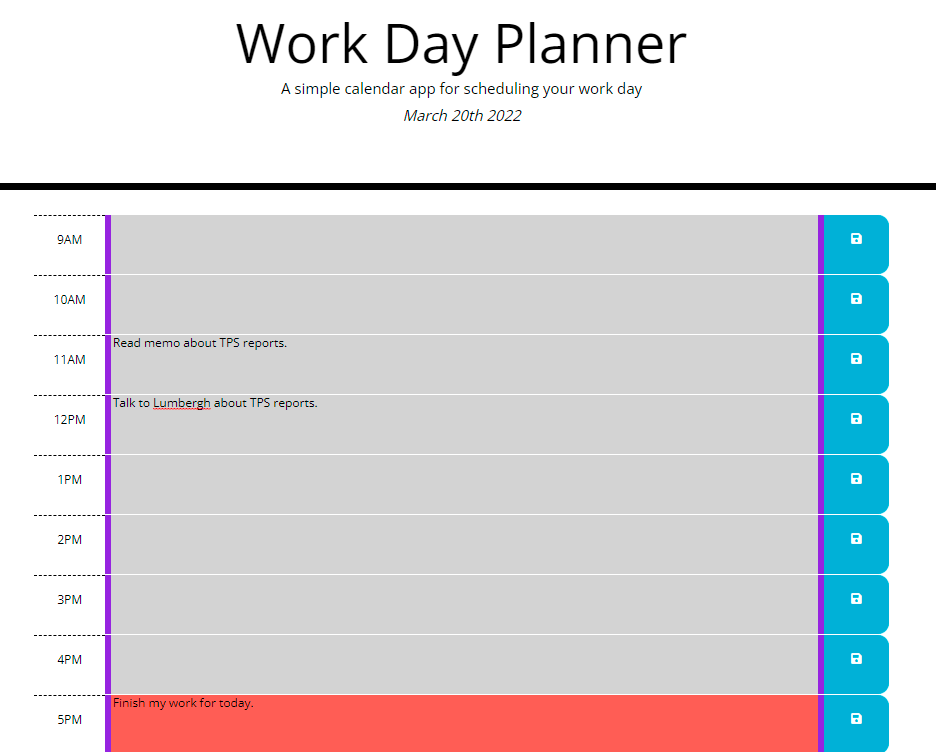 Work Day Planner
A simple calendar app for scheduling your work day
March 20th 2022
9AM
10AM
11AM Read memo about TPS reports.
12PM Talk to Lumbergh about TPS reports.
1PM
2PM
3PM
4PM
5PM Finish my work for today.